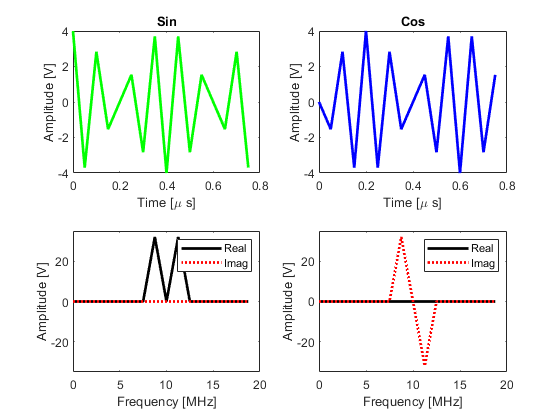 Sin
Amplitude [V]
4
2
0
-2
-4
0
0.2
0.4
0.6
0.8
Time [μ s]
Cos
Amplitude [V]
4
2
0
-2
-4
0
0.2
0.4
0.6
0.8
Time [μ s]
Amplitude [V]
20
0
-20
0
5
10
15
20
Frequency [MHz]
Real
Imag
Amplitude [V]
20
0
-20
0
5
10
15
20
Frequency [MHz]
Real
Imag